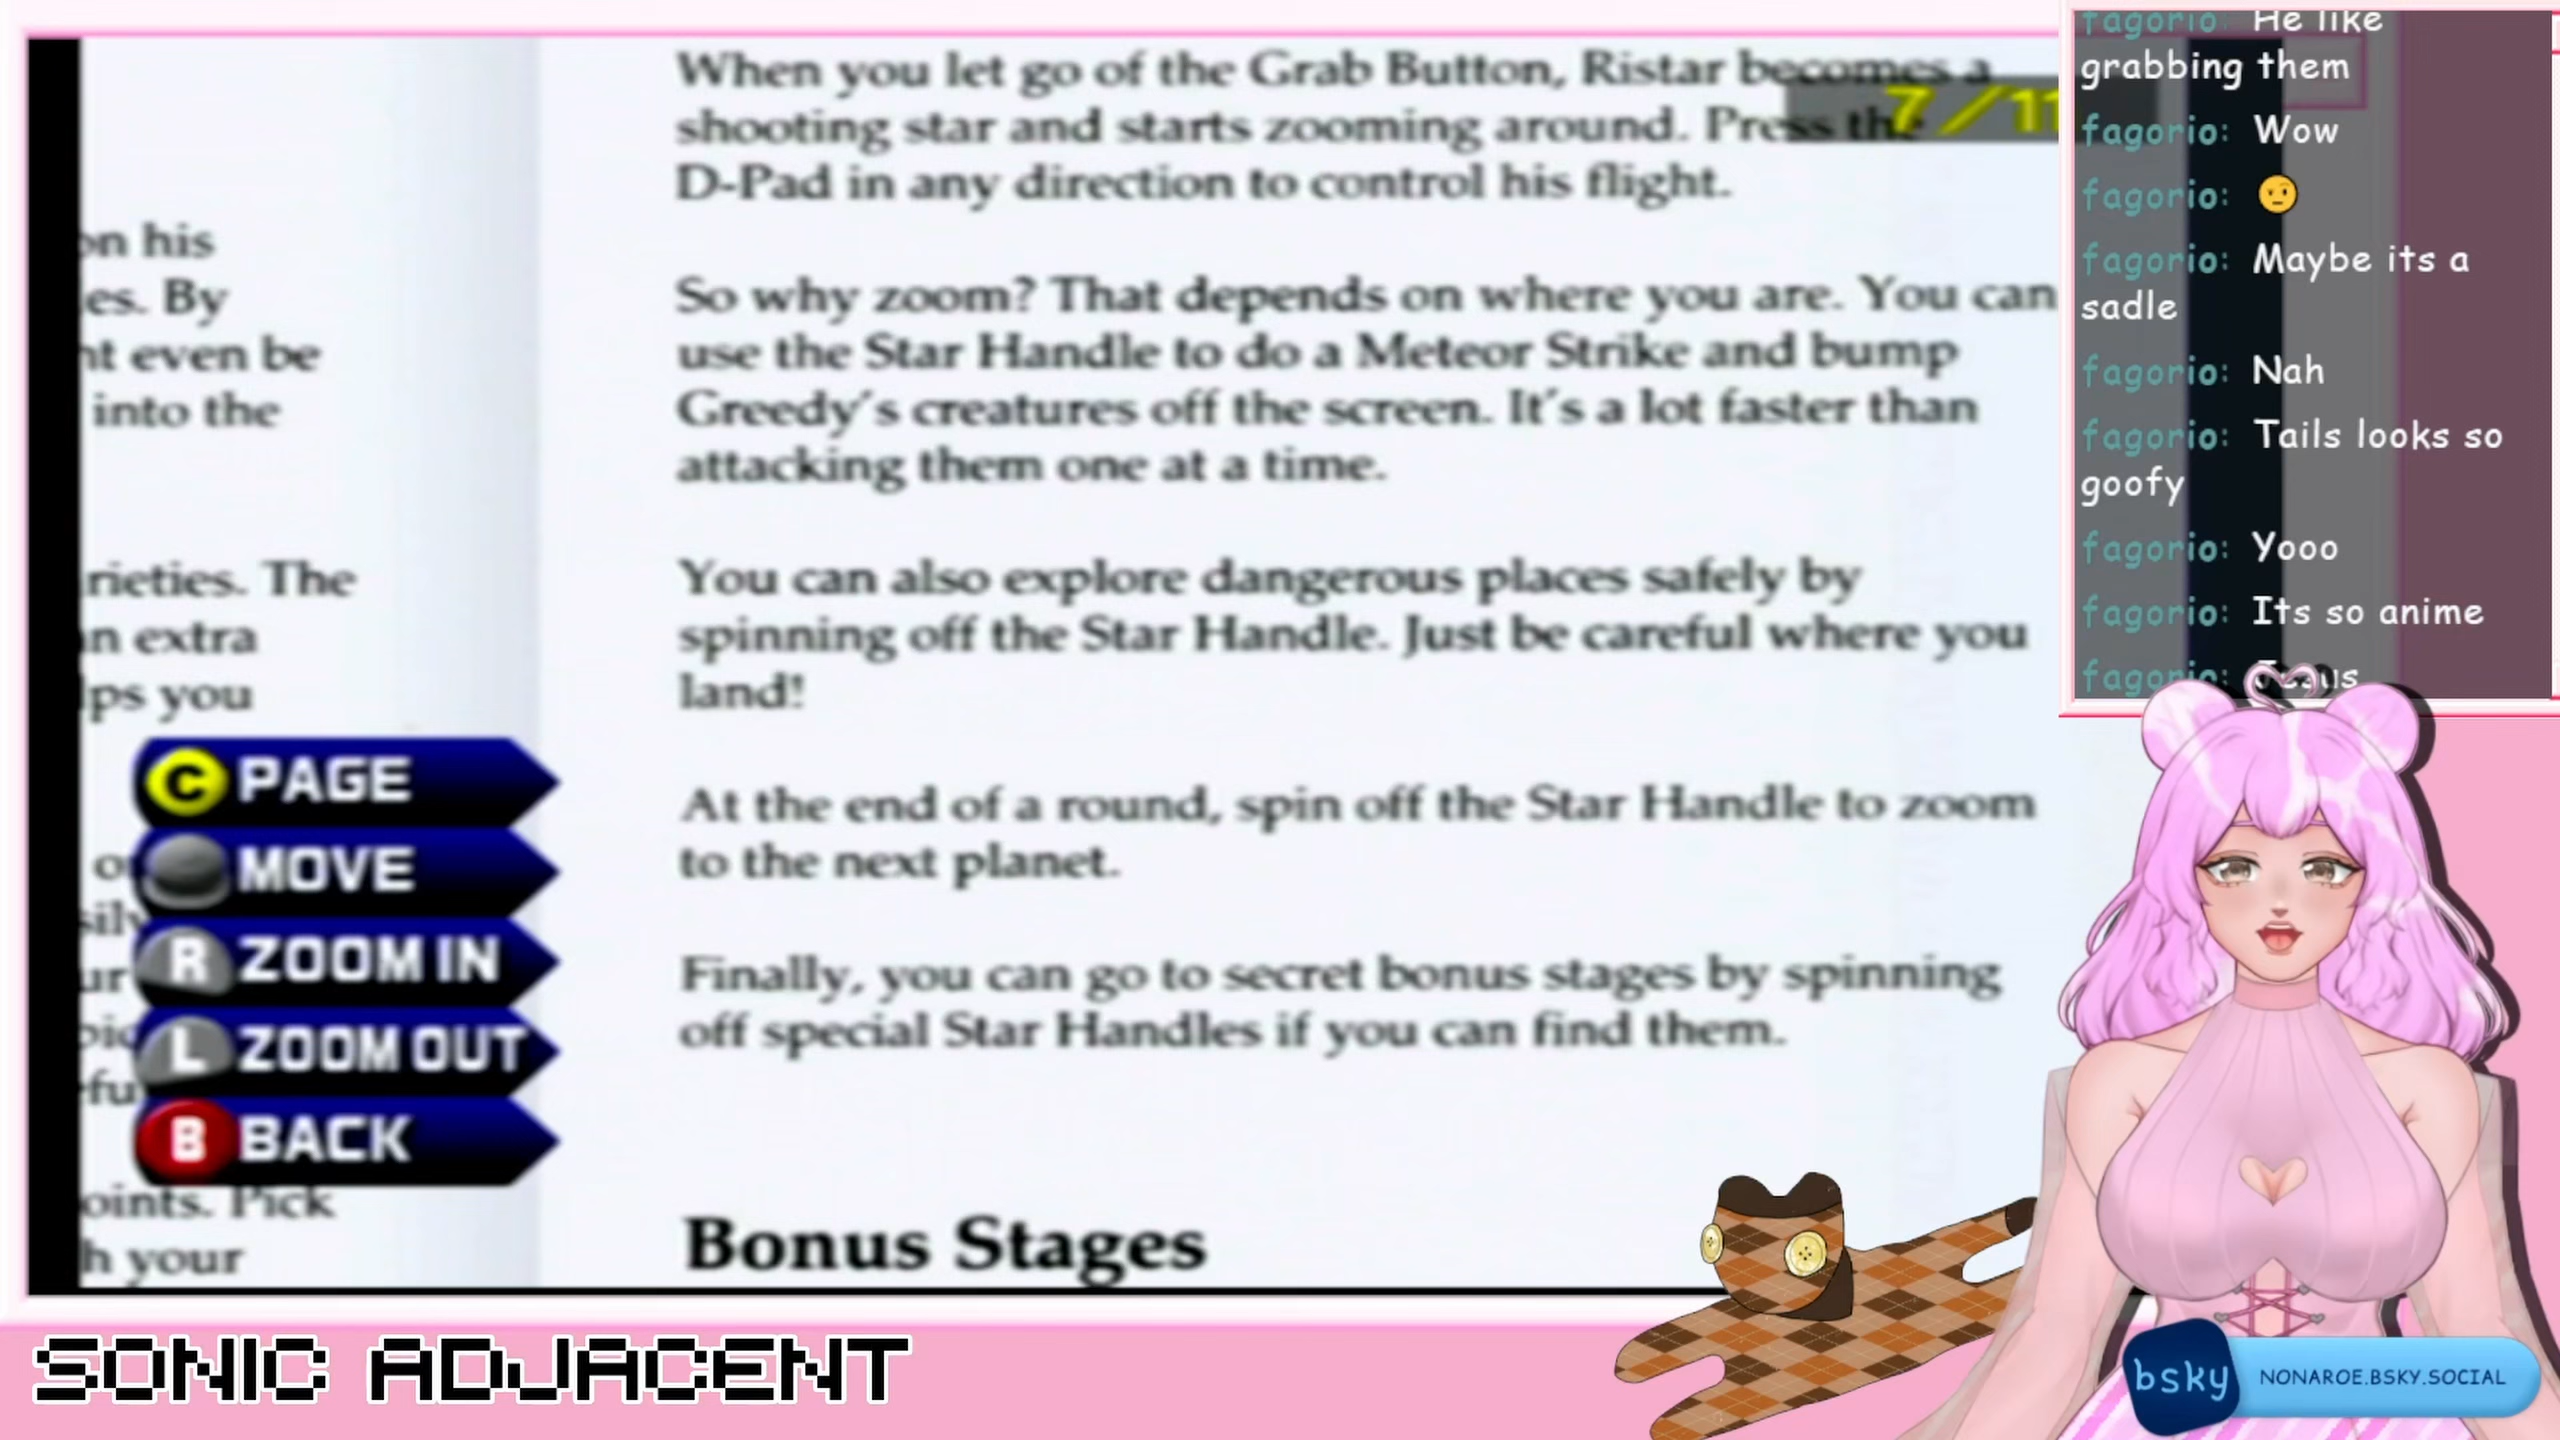 When you let go of the Grab Button, Ristar becomes a
shooting star and starts zooming around. Press the
D-Pad in any direction to control his flight.
So why zoom? That depends on where you are. You can
use the Star Handle to do a Meteor Strike and bump
Greedy's creatures off the screen. It's a lot faster than
attacking them one at a time.
You can also explore dangerous places safely by
spinning off the Star Handle. Just be careful where you
land!
At the end of a round, spin off the Star Handle to zoom
to the next planet.
Finally, you can go to secret bonus stages by spinning
off special Star Handles if you can find them.
Bonus Stages
7/11
on his
es. By
even be
into the
rieties. The
extra
lps you
oints. Pick
h your
C PAGE
MOVE
R ZOOM IN
L ZOOM OUT
B BACK
fagorio: He like
grabbing them
fagorio: Wow
fagorio: 🤨
fagorio: Maybe its a
sadle
fagorio: Nah
fagorio: Tails looks so
goofy
fagorio: Yooo
fagorio: Its so anime
fagorio:
SONIC ADJACENT
bsky NONAROE.BSKY.SOCIAL